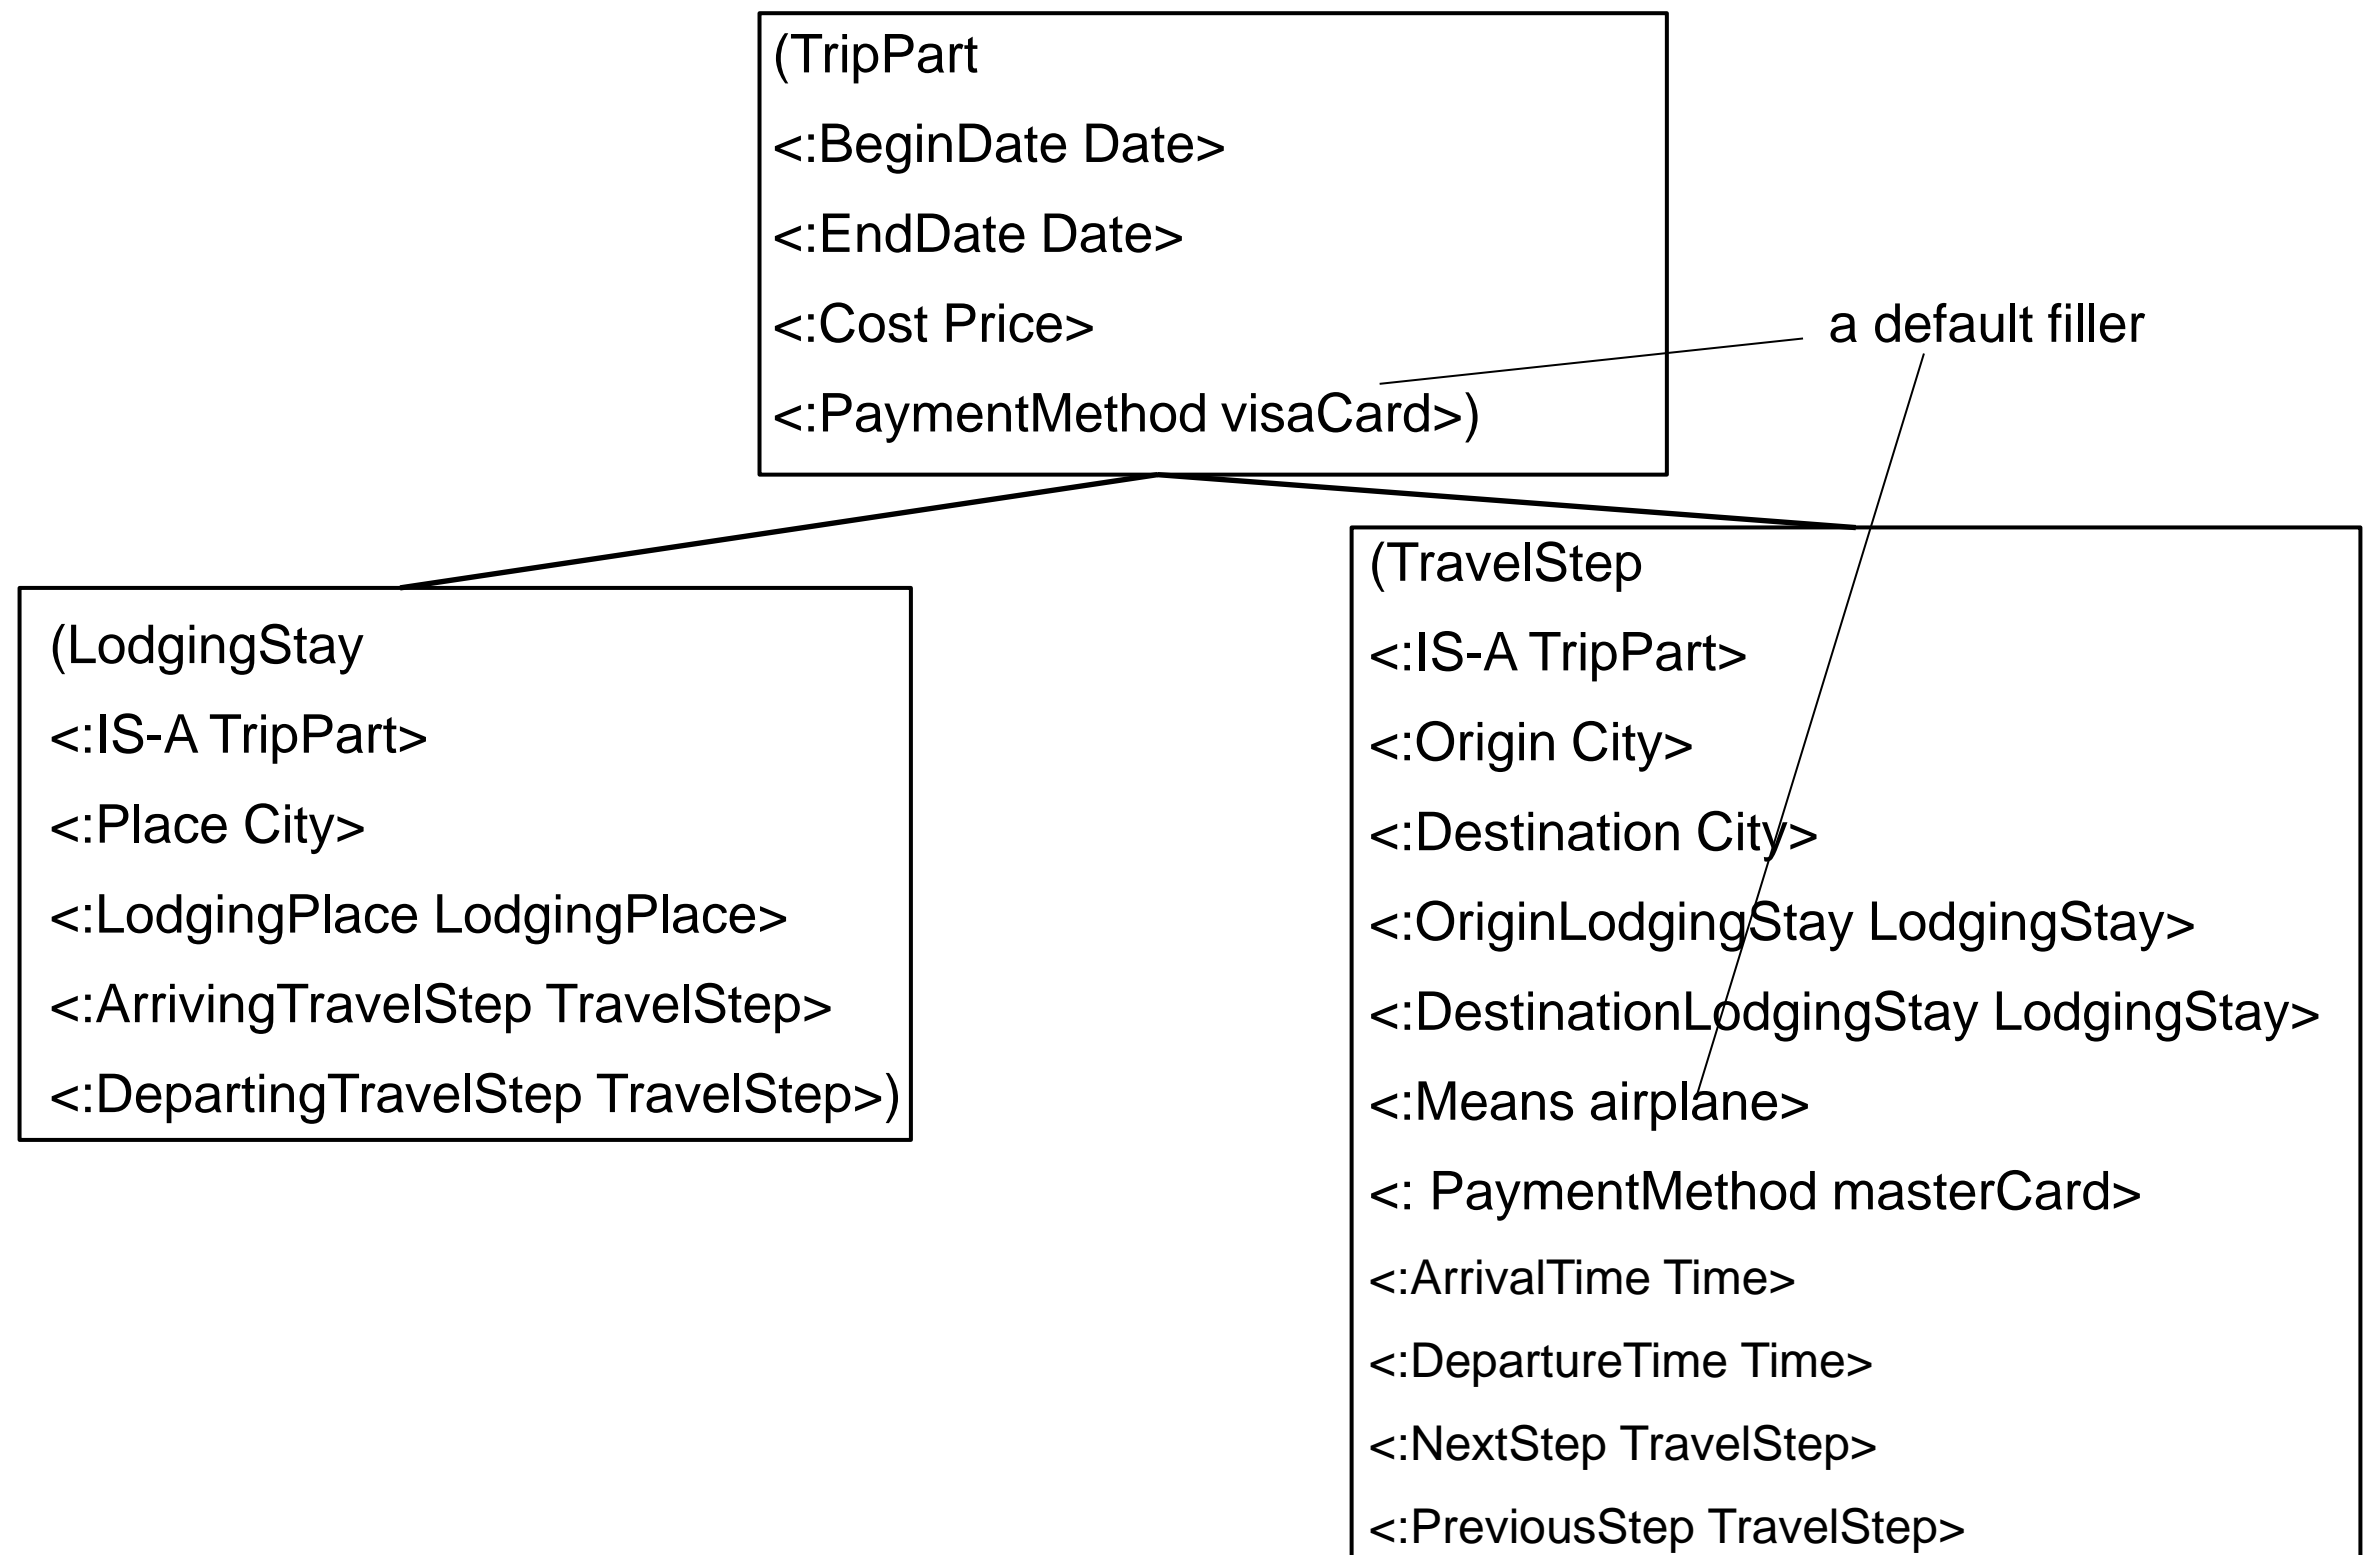 (TripPart
<:BeginDate Date>
<:EndDate Date>
<:Cost Price>
<:PaymentMethod visaCard>)
a default filler
(LodgingStay
<:IS-A TripPart>
<:Place City>
<:LodgingPlace LodgingPlace>
<:ArrivingTravelStep TravelStep>
<:DepartingTravelStep TravelStep>)
(TravelStep
<:IS-A TripPart>
<:Origin City>
<:Destination City>
<:OriginLodgingStay LodgingStay>
<:DestinationLodgingStay LodgingStay>
<:Means airplane>
<: PaymentMethod masterCard>
<:ArrivalTime Time>
<:DepartureTime Time>
<:NextStep TravelStep>
<:PreviousStep TravelStep>